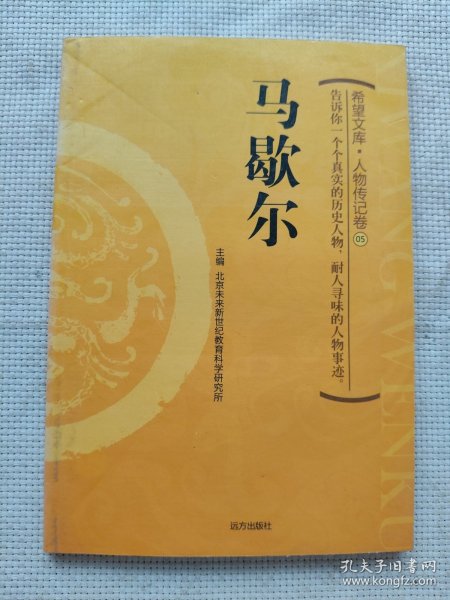 希望文库·人物传记卷05
告诉你一个个真实的历史人物，耐人寻味的人物事迹。
马歇尔
主编 北京未来新世纪教育科学研究所
远方出版社
孔夫子旧书网
www.kongfz.com